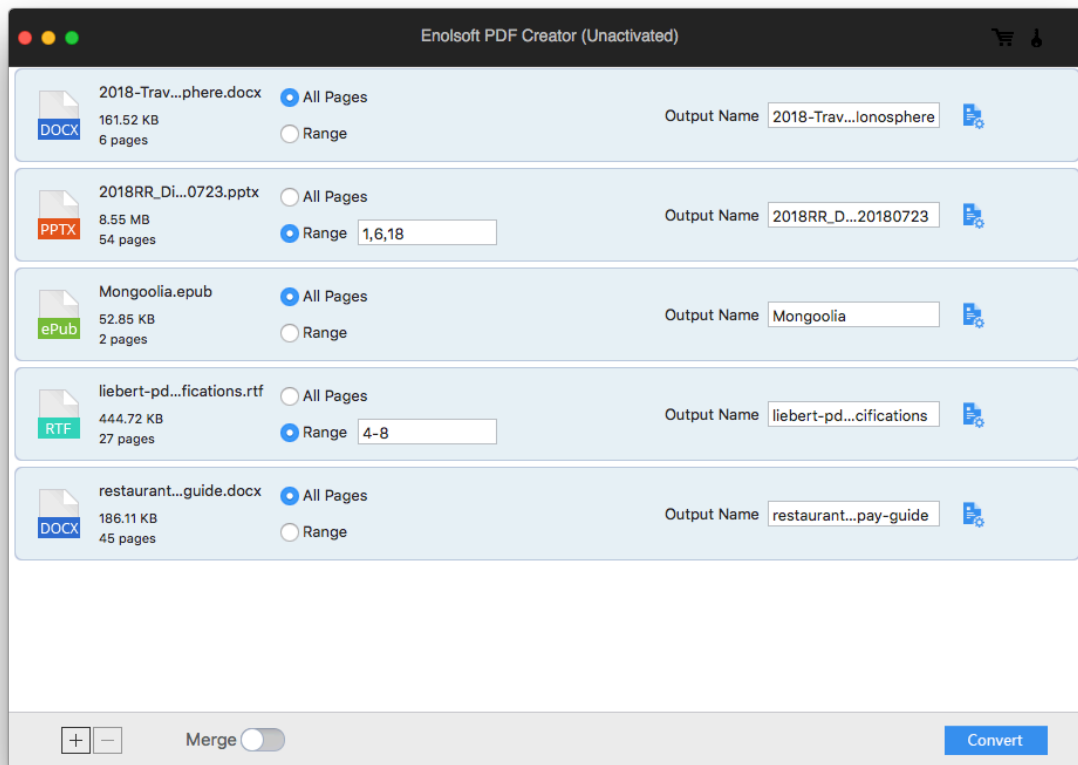 Enolsoft PDF Creator (Unactivated)
DOCX
2018-Trav...phere.docx
161.52 KB
6 pages
All Pages
Range
Output Name
2018-Trav...Ionosphere
PPTX
2018RR_Di...0723.pptx
8.55 MB
54 pages
All Pages
Range
1,6,18
Output Name
2018RR_D...20180723
ePub
Mongoolia.epub
52.85 KB
2 pages
All Pages
Range
Output Name
Mongoolia
RTF
liebert-pd...fications.rtf
444.72 KB
27 pages
All Pages
Range
4-8
Output Name
liebert-pd...cifications
DOCX
restaurant...guide.docx
186.11 KB
45 pages
All Pages
Range
Output Name
restaurant...pay-guide
Merge
Convert